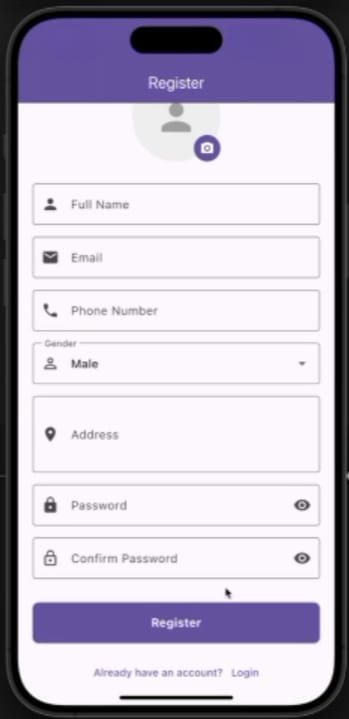 Register
Full Name
Email
Phone Number
Gender
Male
Address
Password
Confirm Password
Register
Already have an account? Login